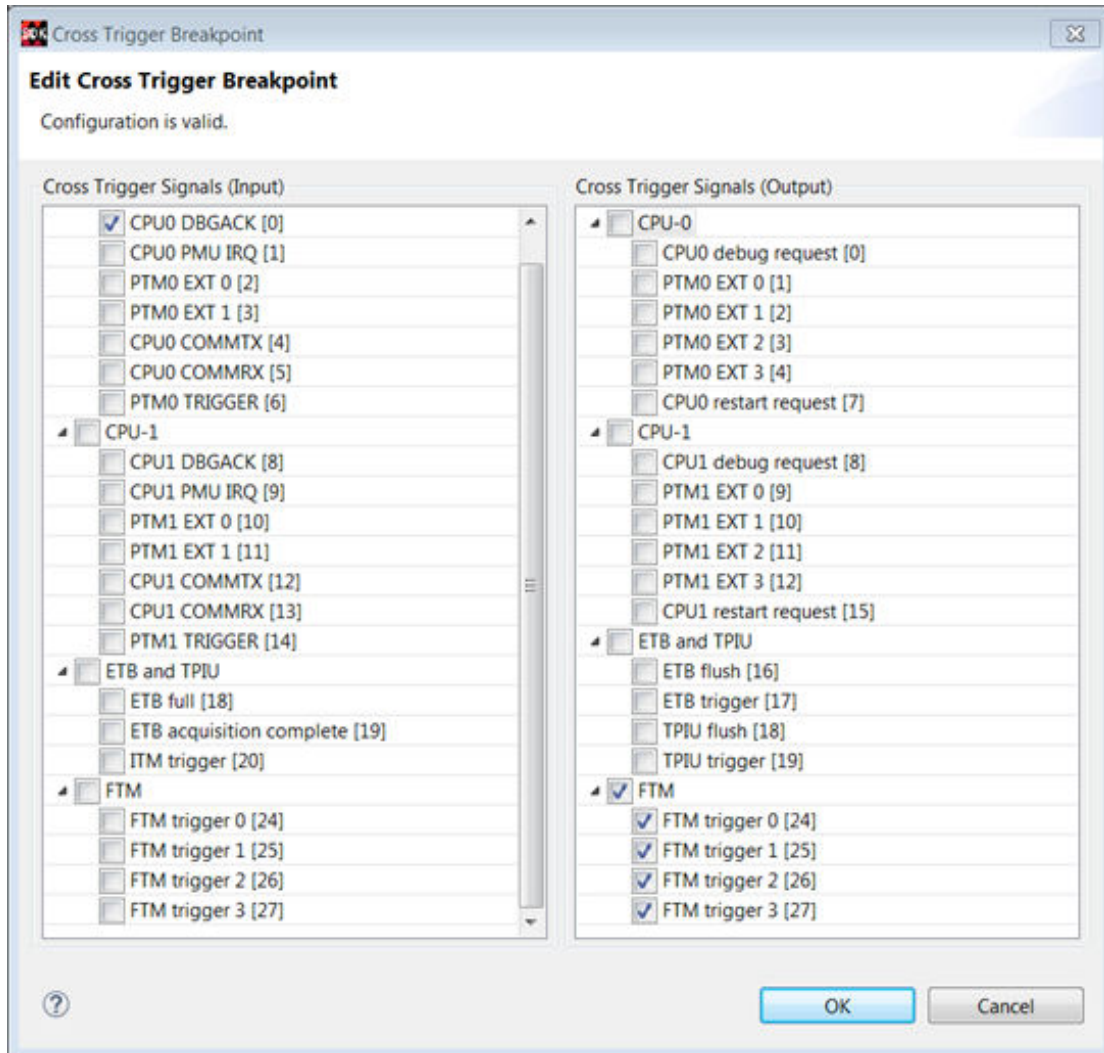 SDK Cross Trigger Breakpoint
Edit Cross Trigger Breakpoint
Configuration is valid.
Cross Trigger Signals (Input)
CPU0 DBGACK [0]
CPU0 PMU IRQ [1]
PTM0 EXT 0 [2]
PTM0 EXT 1 [3]
CPU0 COMMTX [4]
CPU0 COMMRX [5]
PTM0 TRIGGER [6]
CPU-1
CPU1 DBGACK [8]
CPU1 PMU IRQ [9]
PTM1 EXT 0 [10]
PTM1 EXT 1 [11]
CPU1 COMMTX [12]
CPU1 COMMRX [13]
PTM1 TRIGGER [14]
ETB and TPIU
ETB full [18]
ETB acquisition complete [19]
ITM trigger [20]
FTM
FTM trigger 0 [24]
FTM trigger 1 [25]
FTM trigger 2 [26]
FTM trigger 3 [27]
Cross Trigger Signals (Output)
CPU-0
CPU0 debug request [0]
PTM0 EXT 0 [1]
PTM0 EXT 1 [2]
PTM0 EXT 2 [3]
PTM0 EXT 3 [4]
CPU0 restart request [7]
CPU-1
CPU1 debug request [8]
PTM1 EXT 0 [9]
PTM1 EXT 1 [10]
PTM1 EXT 2 [11]
PTM1 EXT 3 [12]
CPU1 restart request [15]
ETB and TPIU
ETB flush [16]
ETB trigger [17]
TPIU flush [18]
TPIU trigger [19]
FTM
FTM trigger 0 [24]
FTM trigger 1 [25]
FTM trigger 2 [26]
FTM trigger 3 [27]
?
OK
Cancel